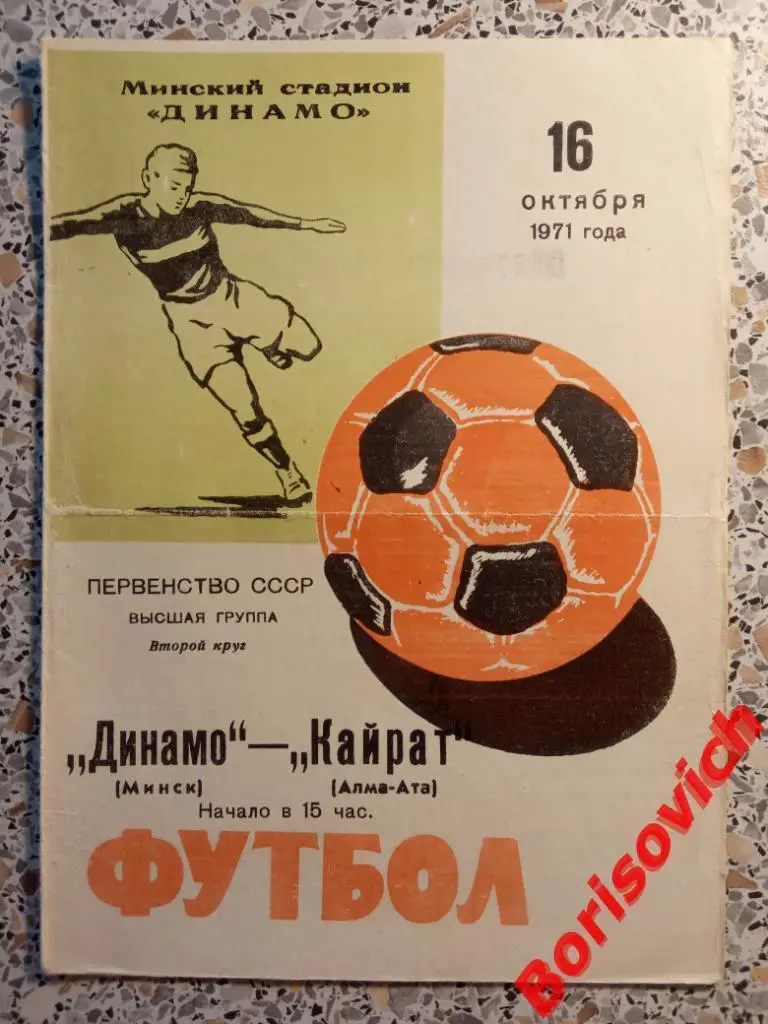 Минский стадион
«ДИНАМО»
16
октября
1971 года
ПЕРВЕНСТВО СССР
ВЫСШАЯ ГРУППА
Второй круг
„Динамо“—„Кайрат“
(Минск) (Алма-Ата)
Начало в 15 час.
ФУТБОЛ
Borisovich